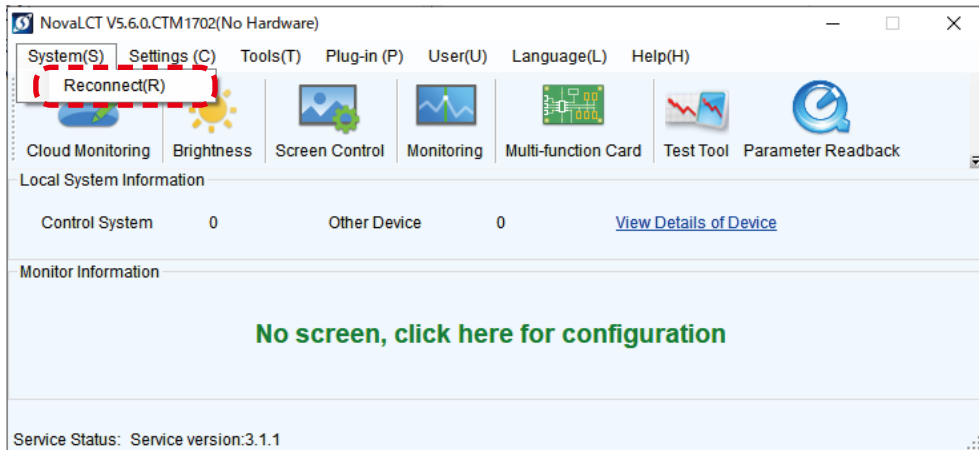 NovaLCT V5.6.0.CTM1702(No Hardware)
System(S) Settings (C) Tools(T) Plug-in (P) User(U) Language(L) Help(H)
Reconnect(R)
Cloud Monitoring Brightness Screen Control Monitoring Multi-function Card Test Tool Parameter Readback
Local System Information
Control System 0 Other Device 0 View Details of Device
Monitor Information
No screen, click here for configuration
Service Status: Service version:3.1.1